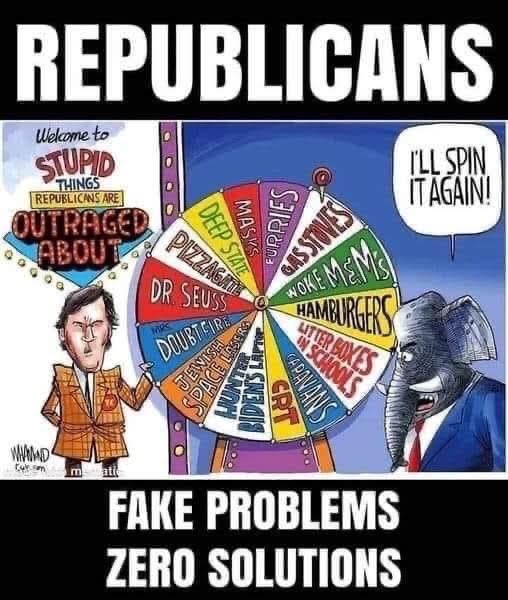 REPUBLICANS
Welcome to
STUPID
THINGS
REPUBLICANS ARE
OUTRAGED
ABOUT
I'LL SPIN
IT AGAIN!
PIZZAGATE
DEEP STATE
MASKS
FURRIES
GAS STOVES
WOKE M&M's
HAMBURGERS
LITTER BOXES
IN SCHOOLS
CARAVANS
CRT
HUNTER
BIDEN'S LAPTOP
JEWISH
SPACE LASERS
MRS.
DOUBTFIRE
DR. SEUSS
FAKE PROBLEMS
ZERO SOLUTIONS